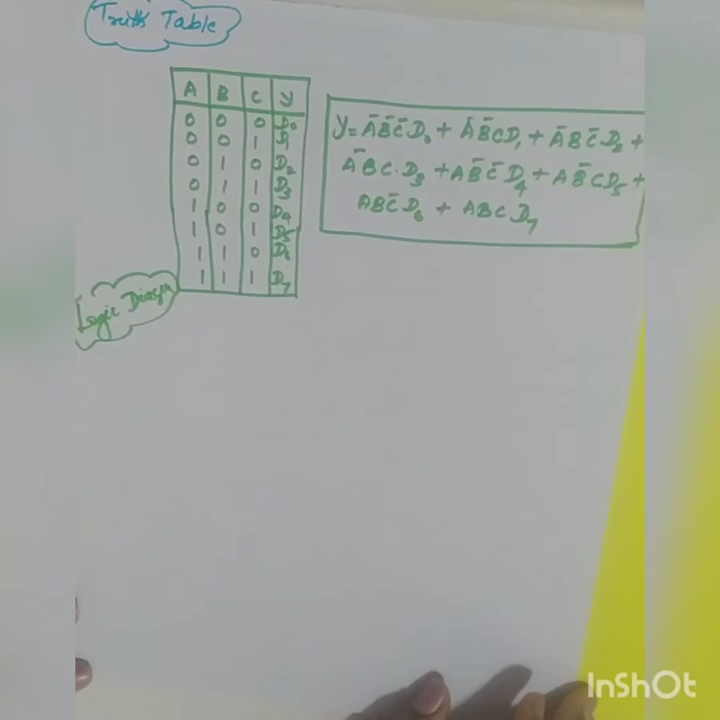 Truth Table
A B C Y
0 0 0 D₀
0 0 1 D₁
0 1 0 D₂
0 1 1 D₃
1 0 0 D₄
1 0 1 D₅
1 1 0 D₆
1 1 1 D₇
Y = A̅B̅C̅D₀ + A̅B̅CD₁ + A̅BC̅D₂ +
A̅BC·D₃ + AB̅C̅D₄ + AB̅CD₅ +
ABC̅D₆ + ABCD₇
Logic Diagram
InShOt